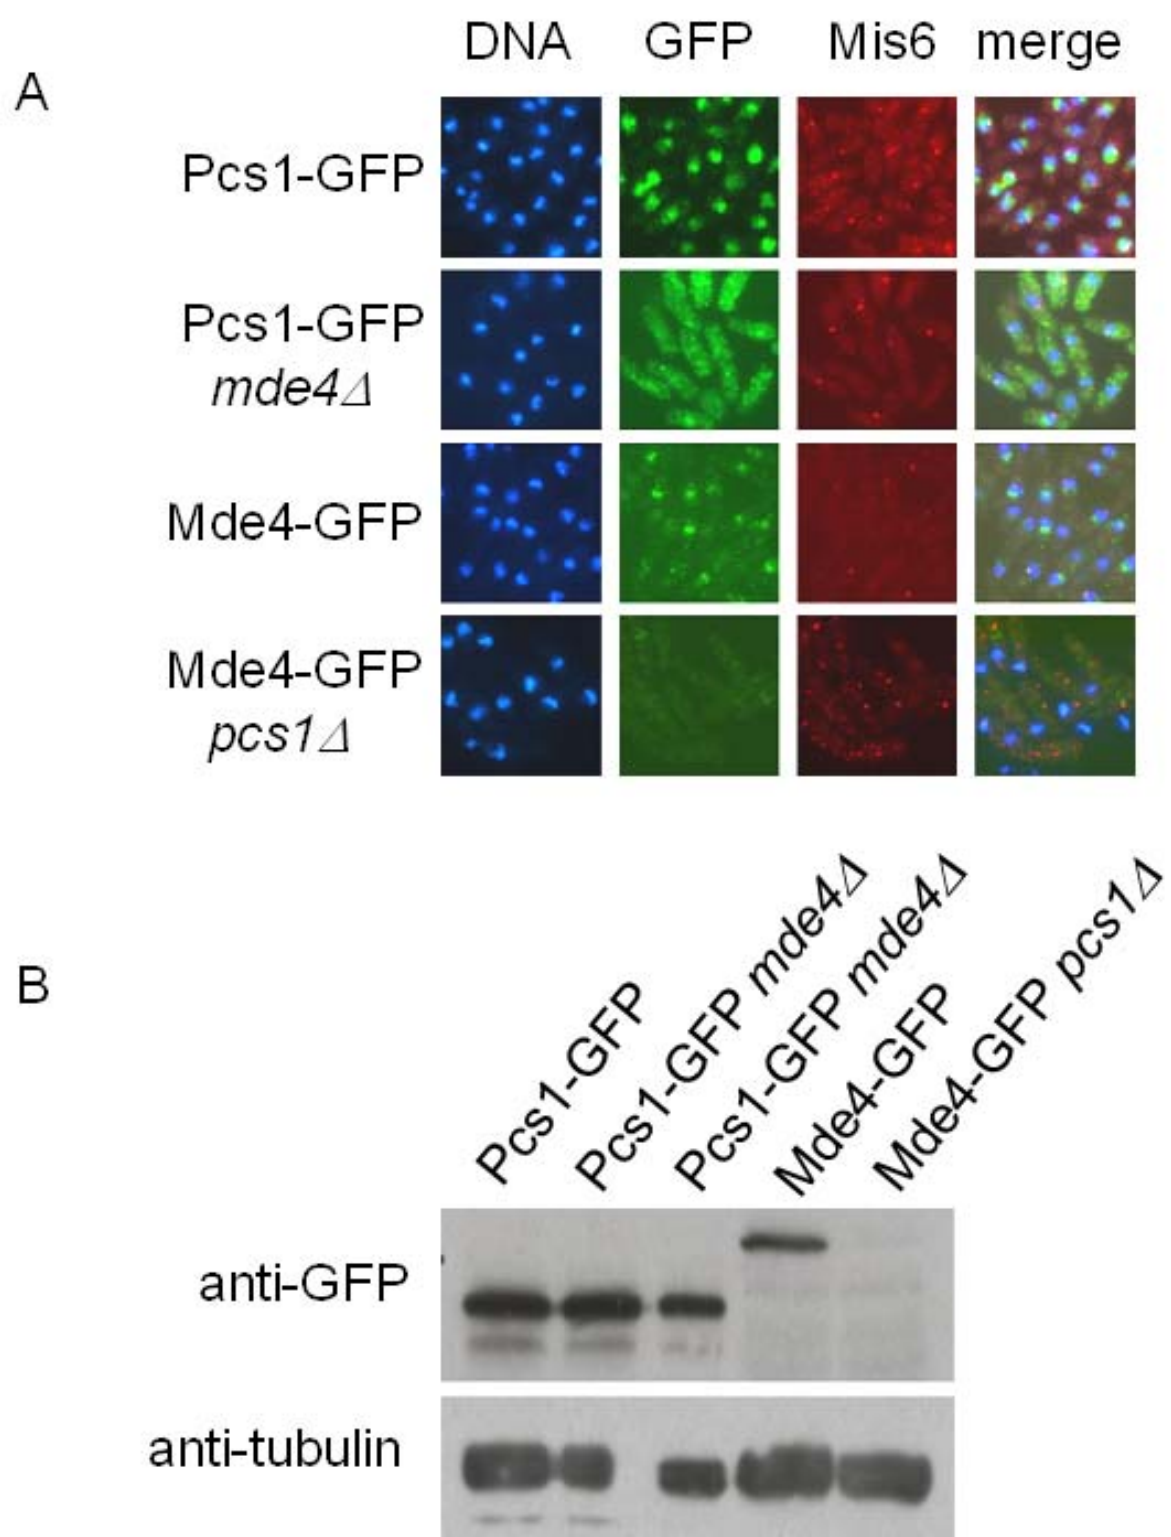 DNA GFP Mis6 merge
A
Pcs1-GFP
Pcs1-GFP
mde4Δ
Mde4-GFP
Mde4-GFP
pcs1Δ
B
Pcs1-GFP
Pcs1-GFP mde4Δ
Pcs1-GFP mde4Δ
Mde4-GFP
Mde4-GFP pcs1Δ
anti-GFP
anti-tubulin